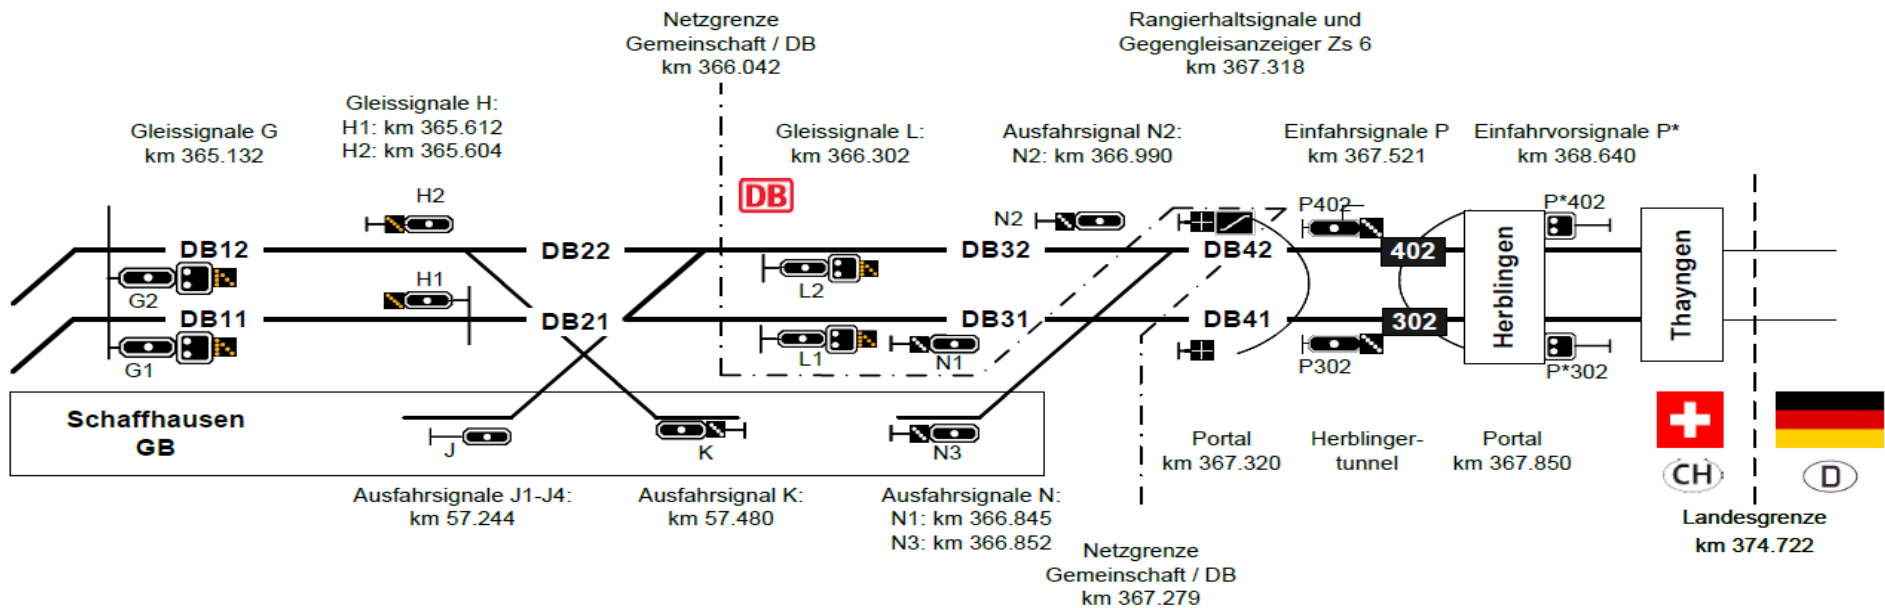 Netzgrenze
Gemeinschaft / DB
km 366.042
Rangierhaltsignale und
Gegengleisanzeiger Zs 6
km 367.318
Gleissignale G
km 365.132
Gleissignale H:
H1: km 365.612
H2: km 365.604
Gleissignale L:
km 366.302
Ausfahrsignal N2:
N2: km 366.990
Einfahrsignale P
km 367.521
Einfahrvorsignale P*
km 368.640
DB
H2
N2
P402
P*402
DB12
DB22
DB32
DB42
402
G2
H1
L2
Herblingen
Thayngen
DB11
DB21
DB31
DB41
302
G1
L1
N1
P302
P*302
Schaffhausen
GB
J
K
N3
Portal
km 367.320
Herblinger-
tunnel
Portal
km 367.850
CH
D
Ausfahrsignale J1-J4:
km 57.244
Ausfahrsignal K:
km 57.480
Ausfahrsignale N:
N1: km 366.845
N3: km 366.852
Netzgrenze
Gemeinschaft / DB
km 367.279
Landesgrenze
km 374.722